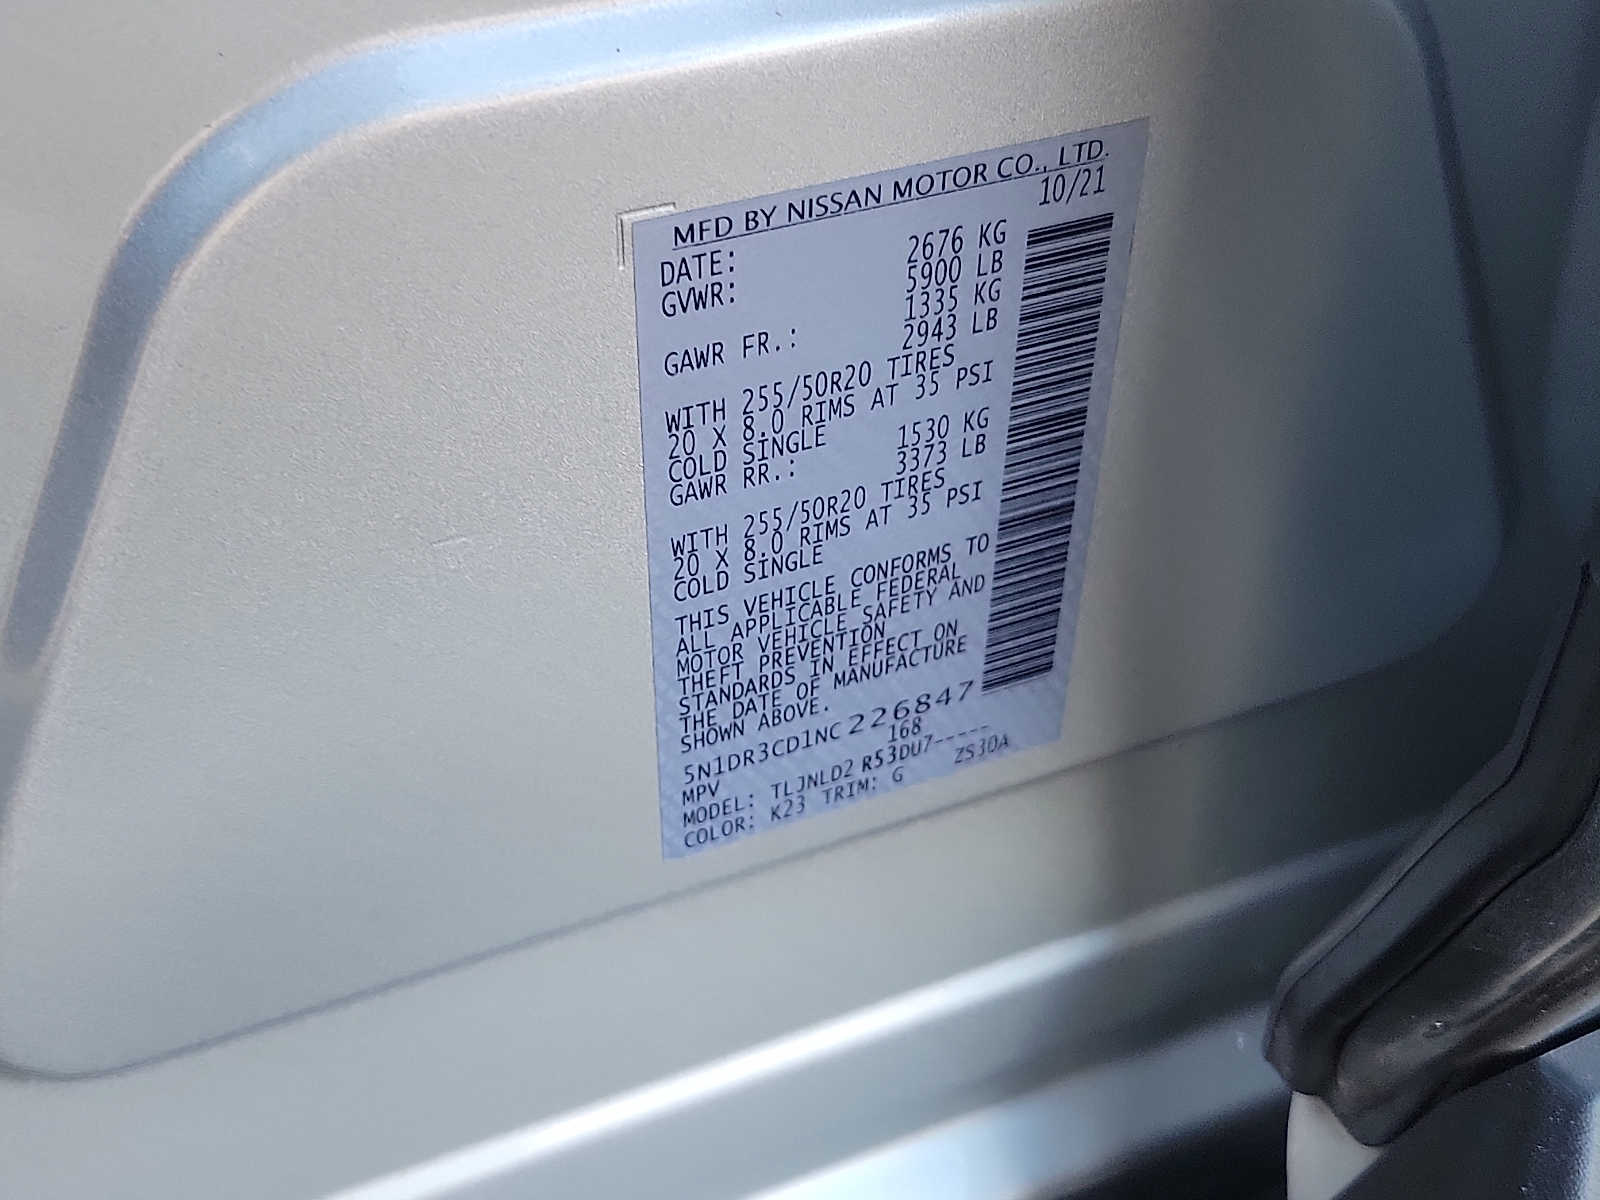 MFD BY NISSAN MOTOR CO., LTD.
DATE: 10/21
GVWR: 2676 KG
5900 LB
GAWR FR.: 1335 KG
2943 LB
WITH 255/50R20 TIRES
20 X 8.0 RIMS AT 35 PSI
COLD SINGLE
GAWR RR.: 1530 KG
3373 LB
WITH 255/50R20 TIRES
20 X 8.0 RIMS AT 35 PSI
COLD SINGLE
THIS VEHICLE CONFORMS TO
ALL APPLICABLE FEDERAL
MOTOR VEHICLE SAFETY AND
THEFT PREVENTION
STANDARDS IN EFFECT ON
THE DATE OF MANUFACTURE
SHOWN ABOVE.
5N1DR3CD1NC226847
MPV 168
MODEL: TLJNLD2 R53DU7-----
COLOR: K23 TRIM: G ZS30A